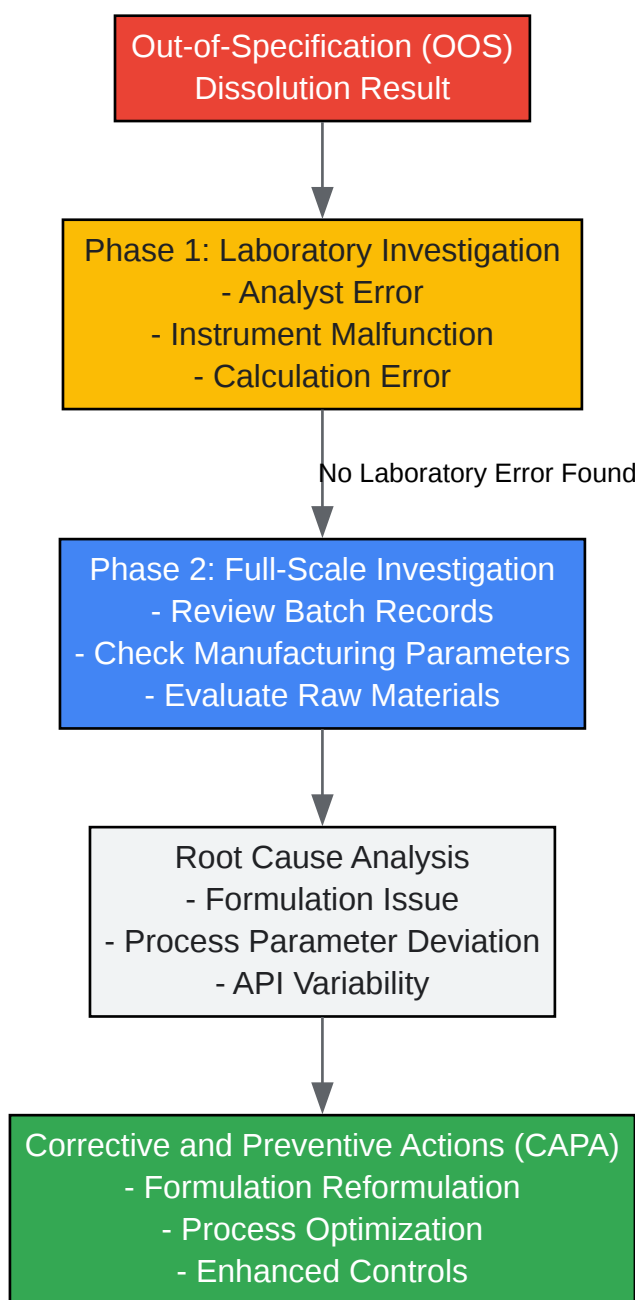 Out-of-Specification (OOS)
Dissolution Result
Phase 1: Laboratory Investigation
- Analyst Error
- Instrument Malfunction
- Calculation Error
No Laboratory Error Found
Phase 2: Full-Scale Investigation
- Review Batch Records
- Check Manufacturing Parameters
- Evaluate Raw Materials
Root Cause Analysis
- Formulation Issue
- Process Parameter Deviation
- API Variability
Corrective and Preventive Actions (CAPA)
- Formulation Reformulation
- Process Optimization
- Enhanced Controls